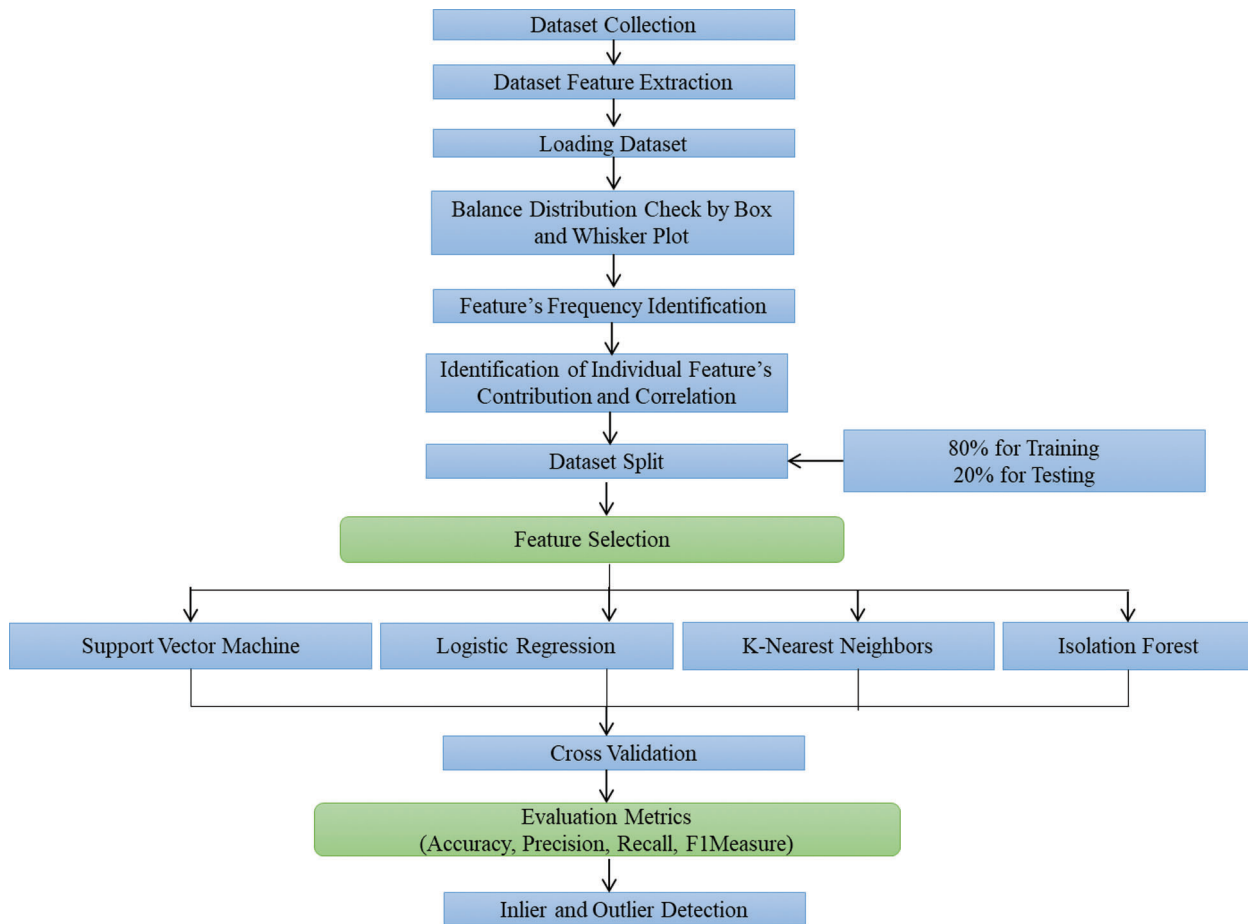 Dataset Collection
Dataset Feature Extraction
Loading Dataset
Balance Distribution Check by Box
and Whisker Plot
Feature’s Frequency Identification
Identification of Individual Feature’s
Contribution and Correlation
Dataset Split
80% for Training
20% for Testing
Feature Selection
Support Vector Machine
Logistic Regression
K-Nearest Neighbors
Isolation Forest
Cross Validation
Evaluation Metrics
(Accuracy, Precision, Recall, F1Measure)
Inlier and Outlier Detection